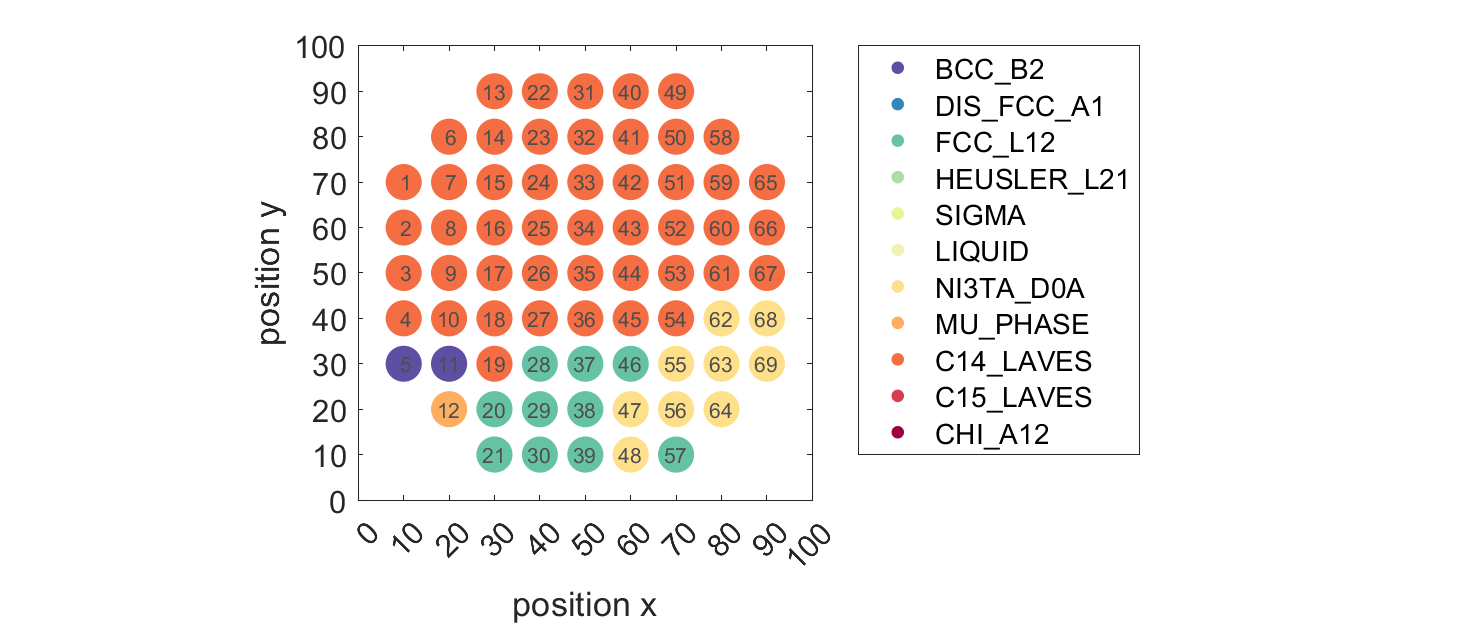 100
90
80
70
60
50
40
30
20
10
0
position y
13 22 31 40 49
6 14 23 32 41 50 58
1 7 15 24 33 42 51 59 65
2 8 16 25 34 43 52 60 66
3 9 17 26 35 44 53 61 67
4 10 18 27 36 45 54 62 68
5 11 19 28 37 46 55 63 69
12 20 29 38 47 56 64
21 30 39 48 57
0 10 20 30 40 50 60 70 80 90 100
position x
BCC_B2
DIS_FCC_A1
FCC_L12
HEUSLER_L21
SIGMA
LIQUID
NI3TA_D0A
MU_PHASE
C14_LAVES
C15_LAVES
CHI_A12